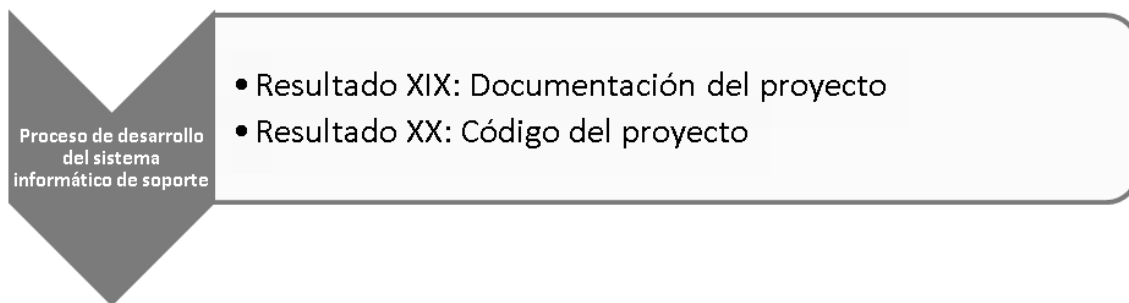 Proceso de desarrollo
del sistema
informático de soporte
• Resultado XIX: Documentación del proyecto
• Resultado XX: Código del proyecto